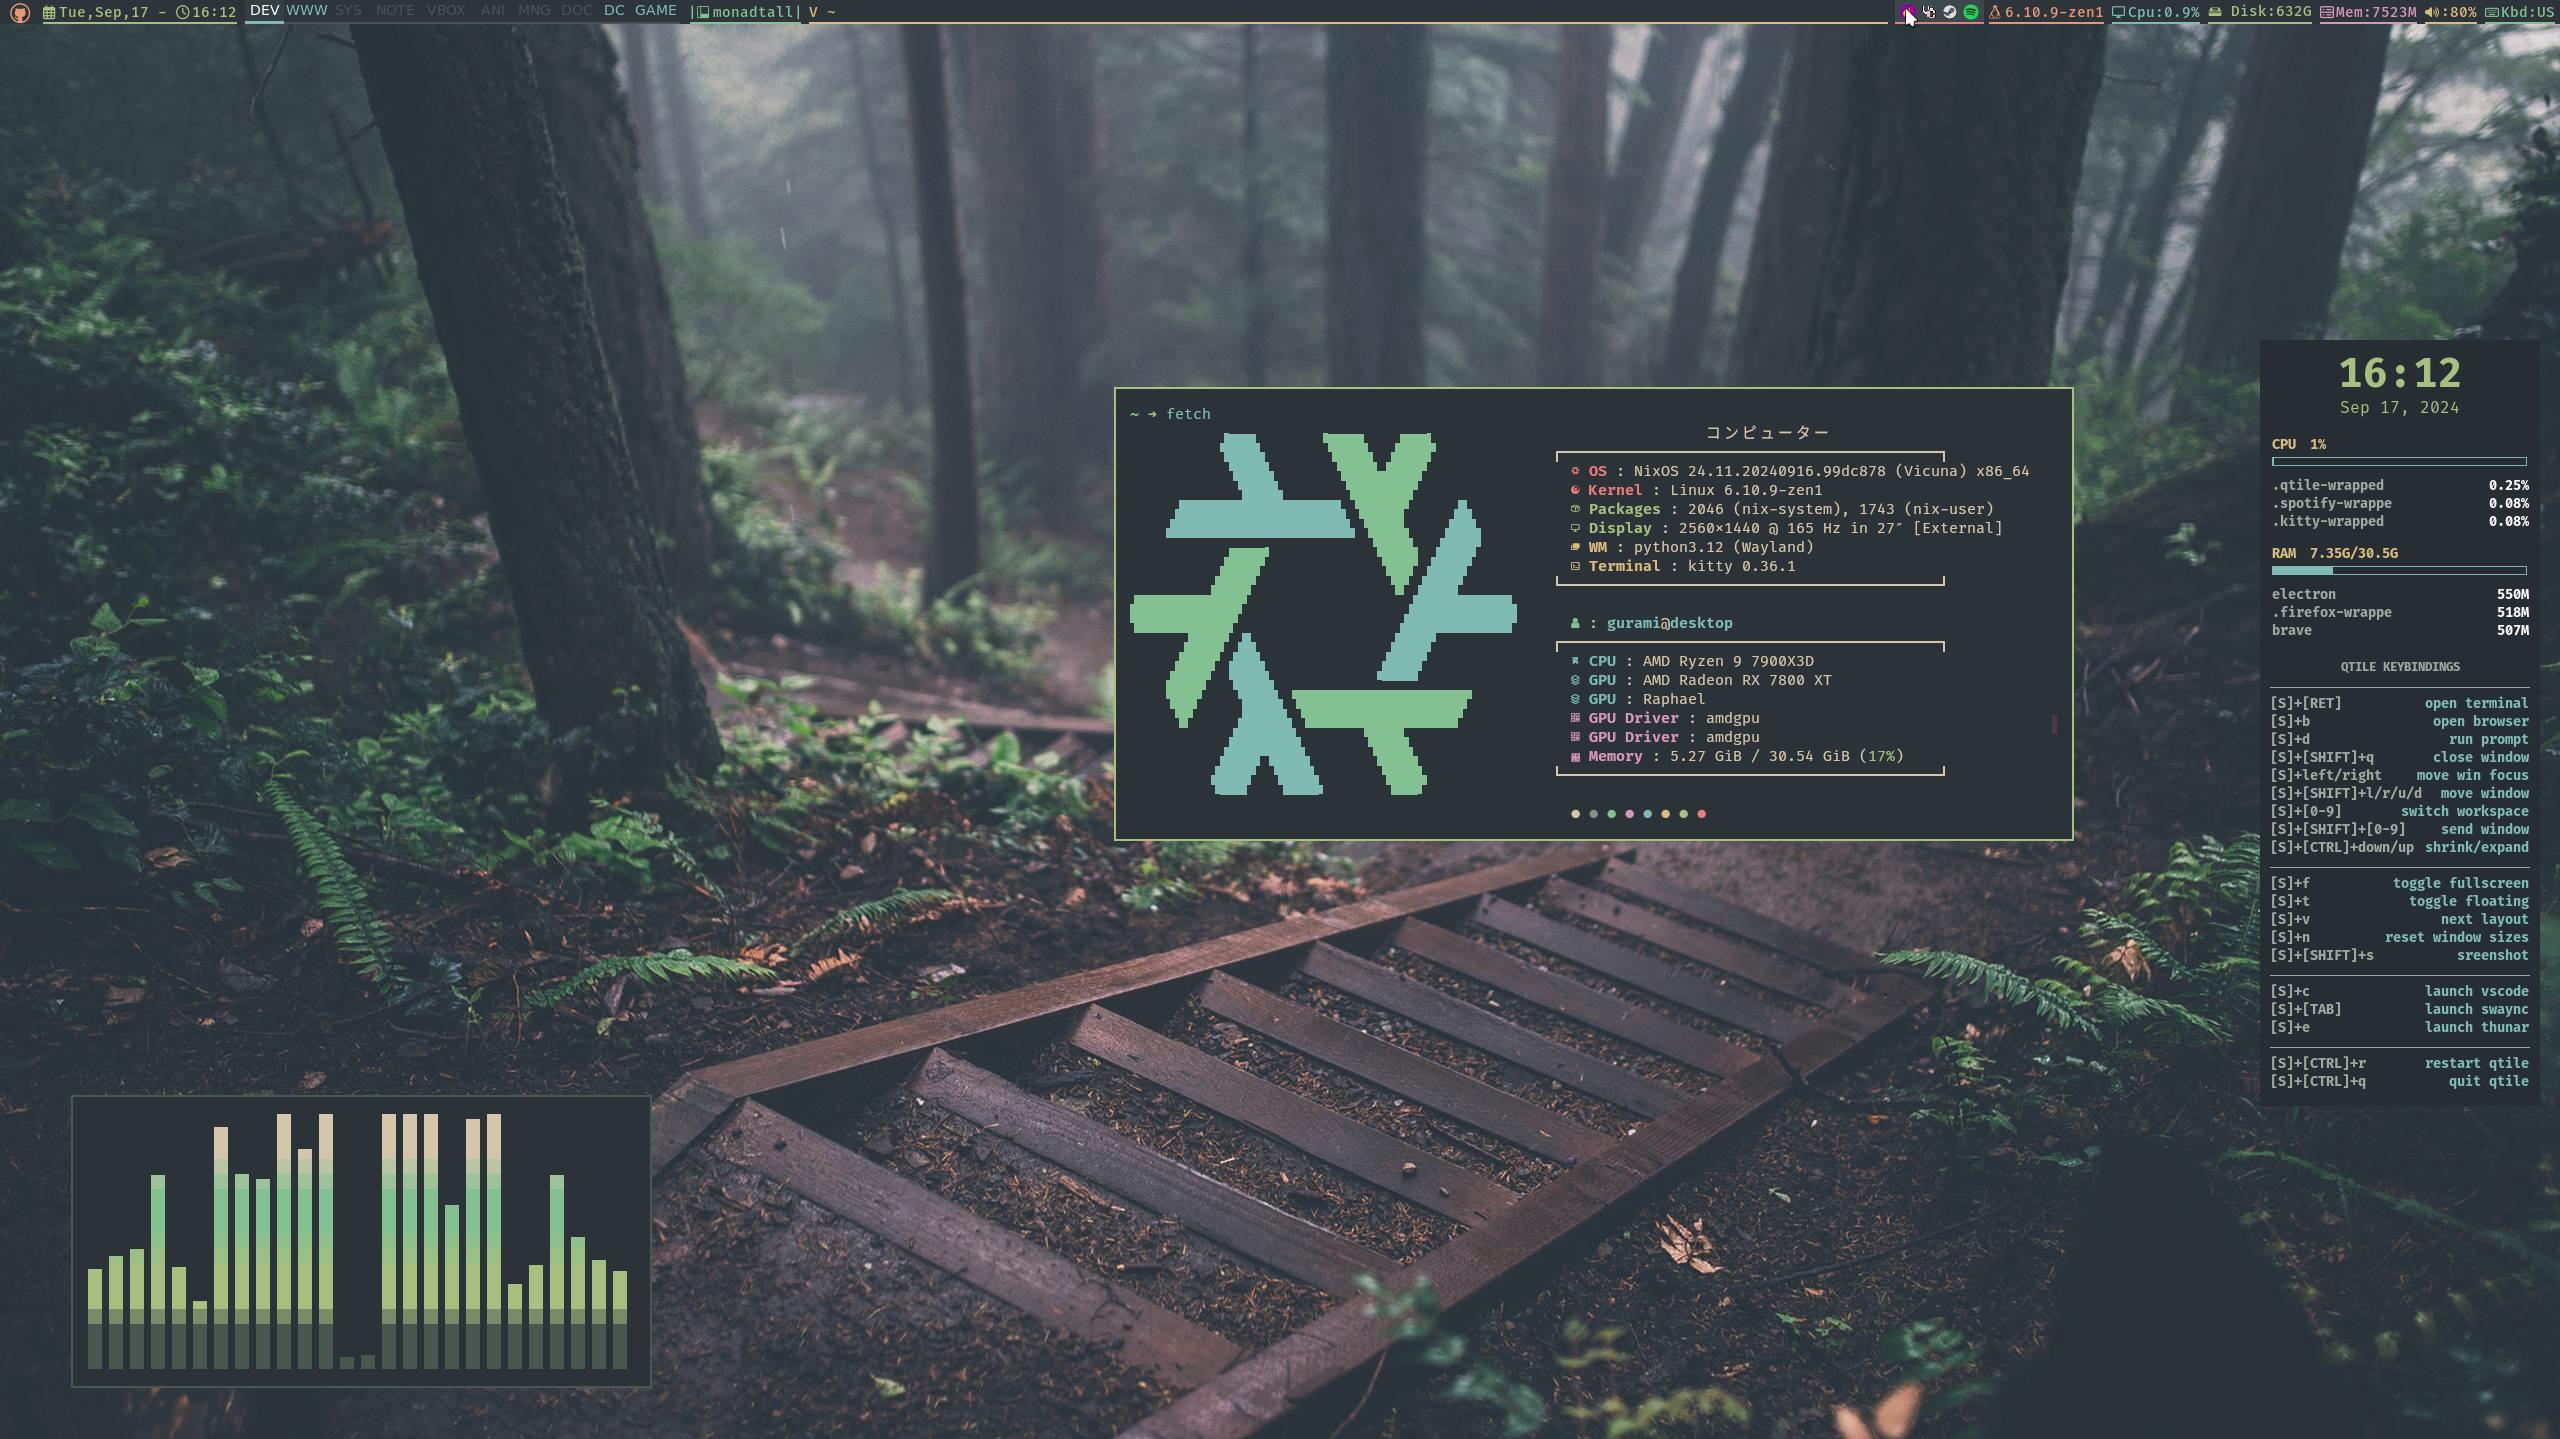 Tue,Sep,17 - 16:12 DEV WWW SYS NOTE VBOX ANI MNG DOC DC GAME | monadtall| V ~ 6.10.9-zen1 Cpu:0.9% Disk:632G Mem:7523M :80% Kbd:US
~ → fetch
コンピューター
OS : NixOS 24.11.20240916.99dc878 (Vicuna) x86_64
Kernel : Linux 6.10.9-zen1
Packages : 2046 (nix-system), 1743 (nix-user)
Display : 2560×1440 @ 165 Hz in 27″ [External]
WM : python3.12 (Wayland)
Terminal : kitty 0.36.1
: gurami@desktop
CPU : AMD Ryzen 9 7900X3D
GPU : AMD Radeon RX 7800 XT
GPU : Raphael
GPU Driver : amdgpu
GPU Driver : amdgpu
Memory : 5.27 GiB / 30.54 GiB (17%)
16:12
Sep 17, 2024
CPU 1%
.qtile-wrapped 0.25%
.spotify-wrappe 0.08%
.kitty-wrapped 0.08%
RAM 7.35G/30.5G
electron 550M
.firefox-wrappe 518M
brave 507M
QTILE KEYBINDINGS
[S]+[RET] open terminal
[S]+b open browser
[S]+d run prompt
[S]+[SHIFT]+q close window
[S]+left/right move win focus
[S]+[SHIFT]+l/r/u/d move window
[S]+[0-9] switch workspace
[S]+[SHIFT]+[0-9] send window
[S]+[CTRL]+down/up shrink/expand
[S]+f toggle fullscreen
[S]+t toggle floating
[S]+v next layout
[S]+n reset window sizes
[S]+[SHIFT]+s sreenshot
[S]+c launch vscode
[S]+[TAB] launch swaync
[S]+e launch thunar
[S]+[CTRL]+r restart qtile
[S]+[CTRL]+q quit qtile